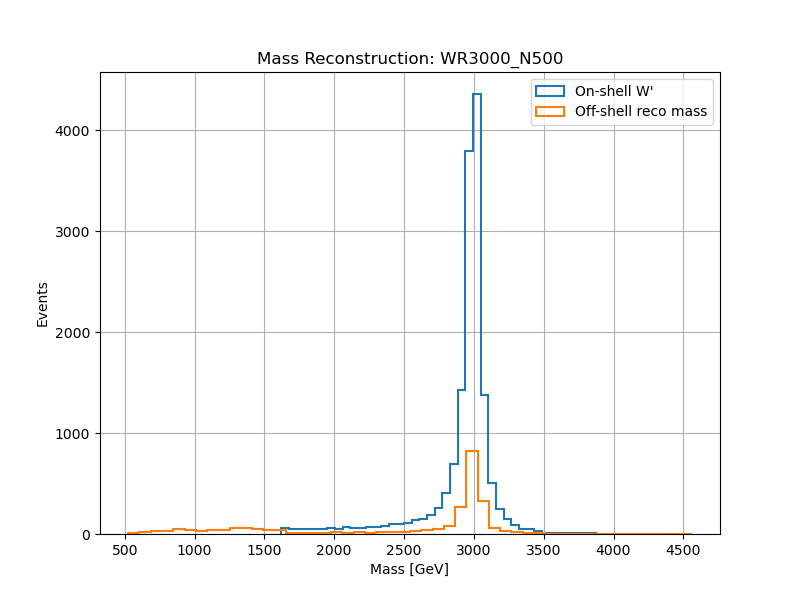 Mass Reconstruction: WR3000_N500
On-shell W'
Off-shell reco mass
4000
3000
2000
1000
0
Events
500 1000 1500 2000 2500 3000 3500 4000 4500
Mass [GeV]